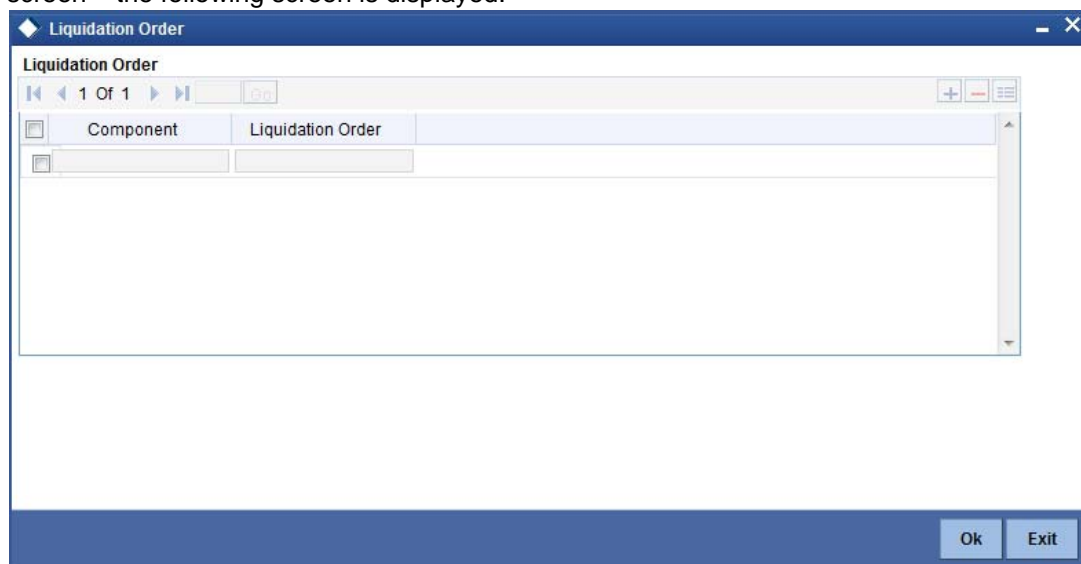 screen – the following screen is displayed.
Liquidation Order
Liquidation Order
1 Of 1 Go
Component Liquidation Order
Ok Exit